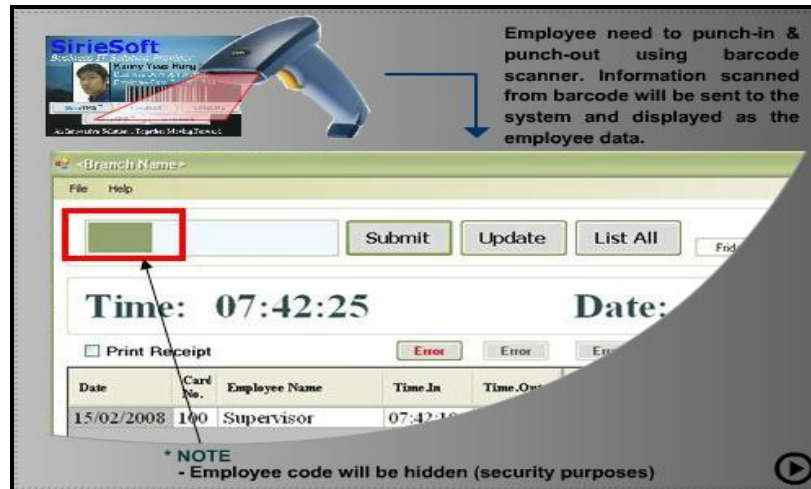 SirieSoft
Employee need to punch-in &
punch-out using barcode
scanner. Information scanned
from barcode will be sent to the
system and displayed as the
employee data.
<Branch Name>
File Help
Submit Update List All
Time: 07:42:25 Date:
Print Receipt Error Error
Date Card No. Employee Name Time.In
15/02/2008 100 Supervisor
* NOTE
- Employee code will be hidden (security purposes)